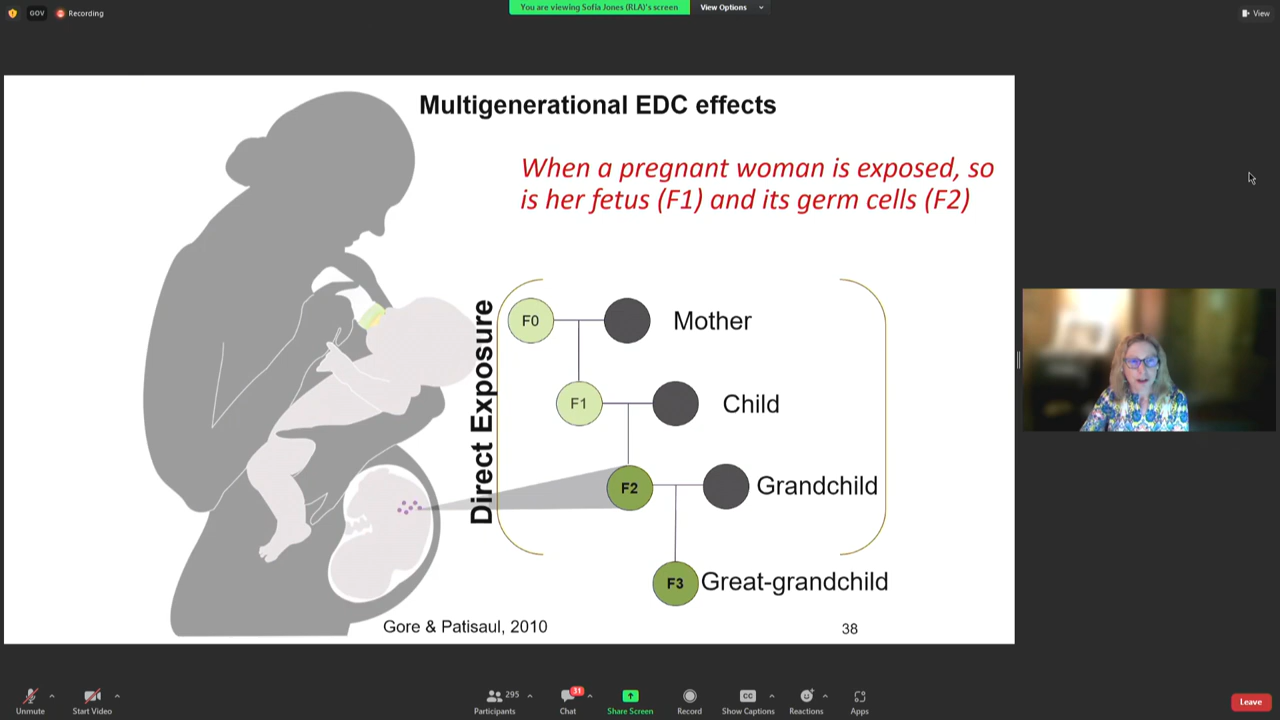 GOV
Recording
You are viewing Sofia Jones (RLA)'s screen
View Options
View
Multigenerational EDC effects
When a pregnant woman is exposed, so
is her fetus (F1) and its germ cells (F2)
Direct Exposure
F0
Mother
F1
Child
F2
Grandchild
F3
Great-grandchild
Gore & Patisaul, 2010
38
Unmute
Start Video
295
Participants
31
Chat
Share Screen
Record
CC
Show Captions
Reactions
Apps
Leave